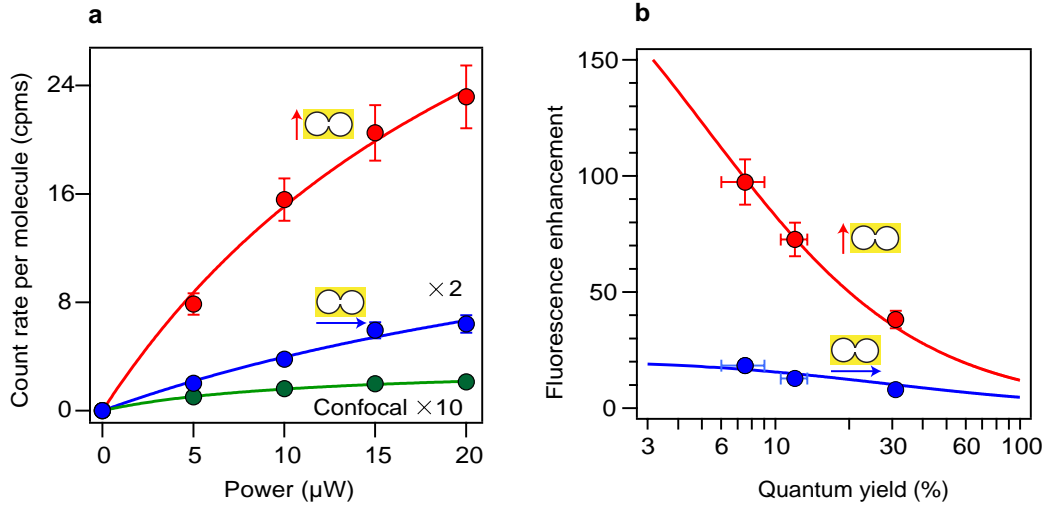 a
Count rate per molecule (cpms)
24
16
8
0
× 2
Confocal ×10
0
5
10
15
20
Power (µW)
b
Fluorescence enhancement
150
100
50
0
3
6
10
30
60
100
Quantum yield (%)